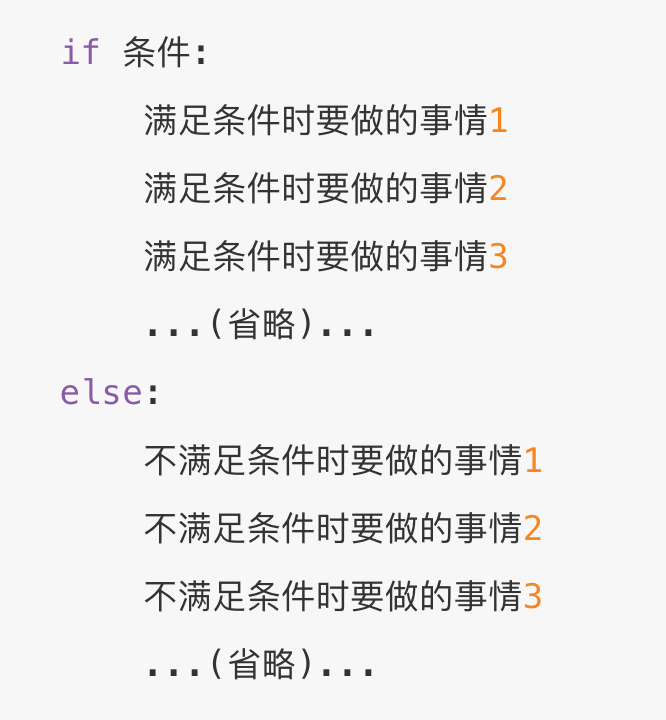 if 条件:
满足条件时要做的事情1
满足条件时要做的事情2
满足条件时要做的事情3
...(省略)...
else:
不满足条件时要做的事情1
不满足条件时要做的事情2
不满足条件时要做的事情3
...(省略)...